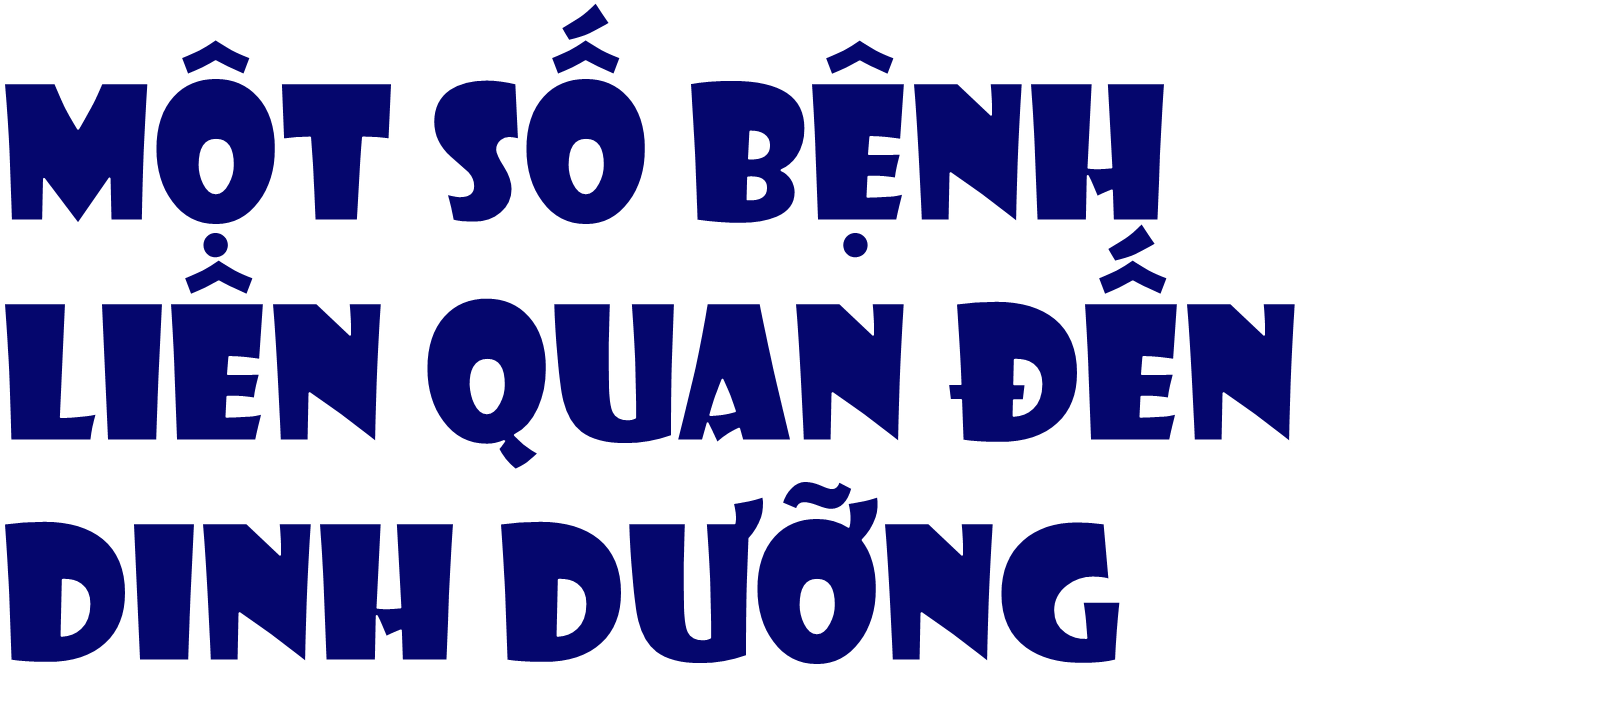 MỘT SỐ BỆNH
LIÊN QUAN ĐẾN
DINH DƯỠNG